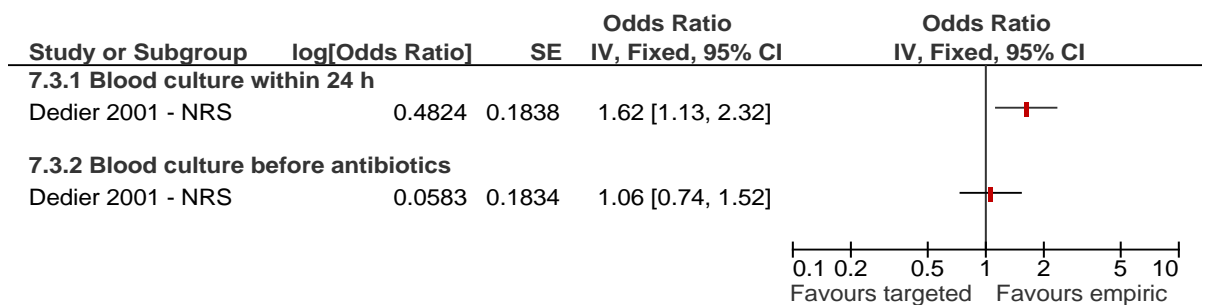 Odds Ratio Odds Ratio
Study or Subgroup log[Odds Ratio] SE IV, Fixed, 95% CI IV, Fixed, 95% CI
7.3.1 Blood culture within 24 h
Dedier 2001 - NRS 0.4824 0.1838 1.62 [1.13, 2.32]
7.3.2 Blood culture before antibiotics
Dedier 2001 - NRS 0.0583 0.1834 1.06 [0.74, 1.52]
0.1 0.2 0.5 1 2 5 10
Favours targeted Favours empiric